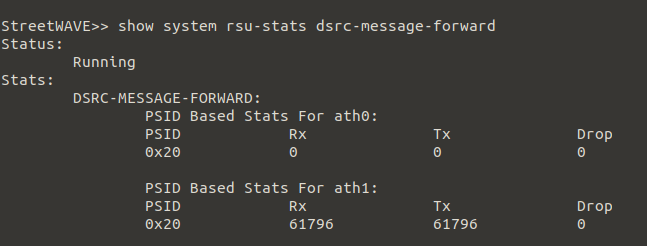 StreetWAVE>> show system rsu-stats dsrc-message-forward
Status:
Running
Stats:
DSRC-MESSAGE-FORWARD:
PSID Based Stats For ath0:
PSID Rx Tx Drop
0x20 0 0 0
PSID Based Stats For ath1:
PSID Rx Tx Drop
0x20 61796 61796 0